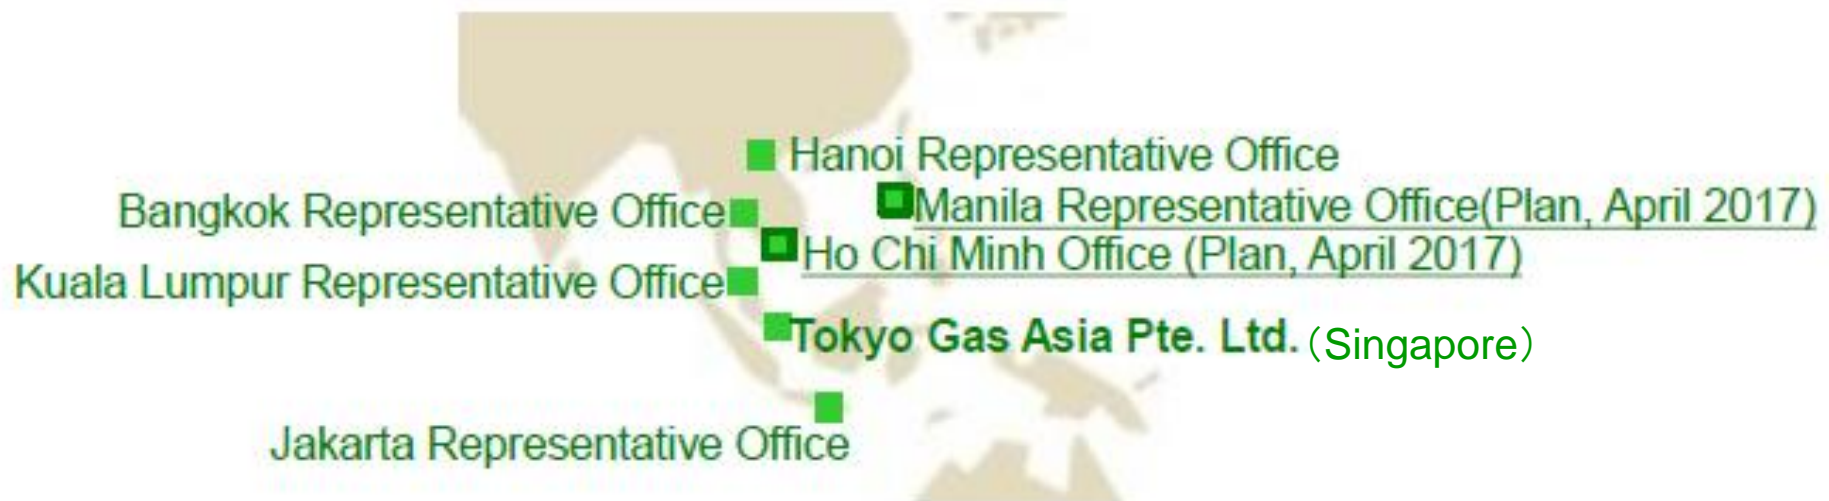 Hanoi Representative Office
Manila Representative Office(Plan, April 2017)
Bangkok Representative Office
Ho Chi Minh Office (Plan, April 2017)
Kuala Lumpur Representative Office
Tokyo Gas Asia Pte. Ltd.（Singapore）
Jakarta Representative Office